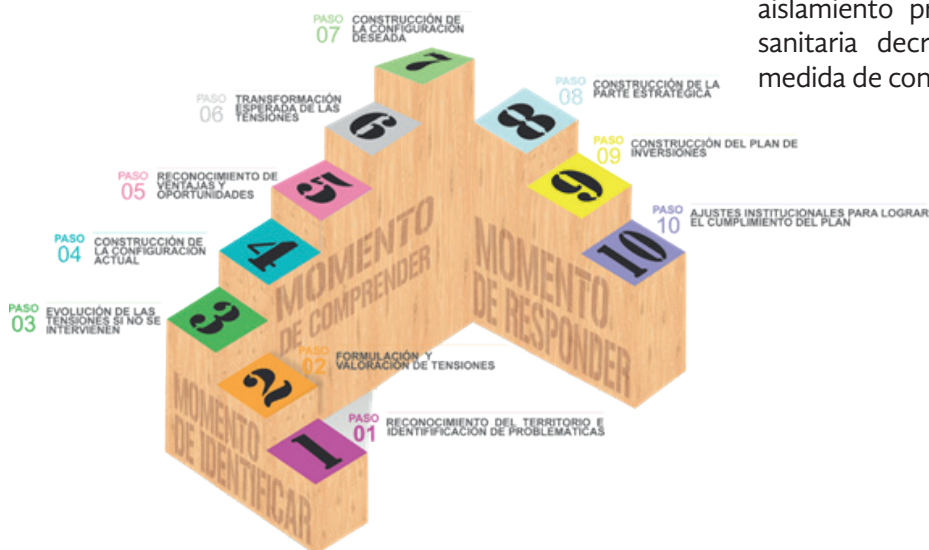 aislamiento pr
sanitaria decr
medida de con
PASO
07
CONSTRUCCIÓN DE
LA CONFIGURACIÓN
DESEADA
7
PASO
06
TRANSFORMACIÓN
ESPERADA DE LAS
TENSIONES
6
PASO
05
RECONOCIMIENTO DE
VENTAJAS Y
OPORTUNIDADES
5
PASO
04
CONSTRUCCIÓN DE
LA CONFIGURACIÓN
ACTUAL
4
PASO
03
EVOLUCIÓN DE LAS
TENSIONES SI NO SE
INTERVIENEN
3
PASO
02
FORMULACIÓN Y
VALORACIÓN DE TENSIONES
2
PASO
01
RECONOCIMIENTO DEL TERRITORIO E
IDENTIFIFICACIÓN DE PROBLEMÁTICAS
1
MOMENTO
DE IDENTIFICAR
MOMENTO
DE COMPRENDER
MOMENTO
DE RESPONDER
PASO
08
CONSTRUCCIÓN DE LA
PARTE ESTRATÉGICA
8
PASO
09
CONSTRUCCIÓN DEL PLAN DE
INVERSIONES
9
PASO
10
AJUSTES INSTITUCIONALES PARA LOGRAR
EL CUMPLIMIENTO DEL PLAN
10